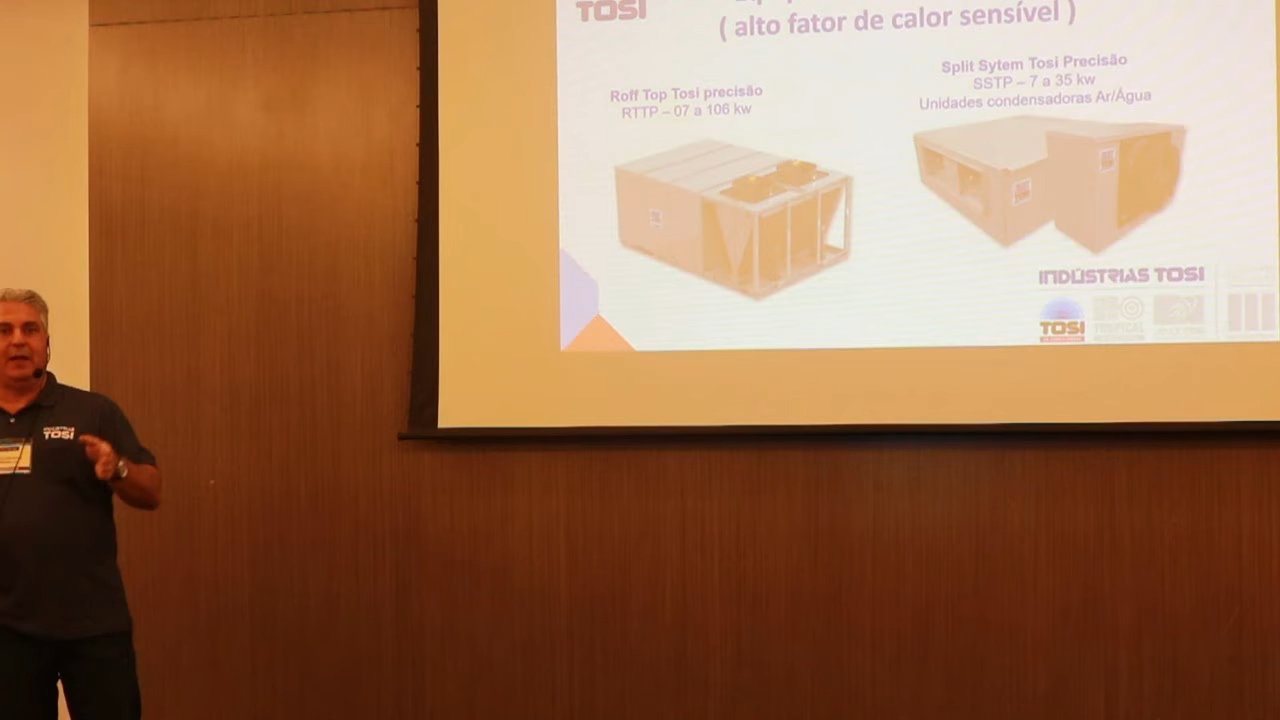 TOSI
( alto fator de calor sensível )
Roff Top Tosi precisão
RTTP – 07 a 106 kw
Split Sytem Tosi Precisão
SSTP – 7 a 35 kw
Unidades condensadoras Ar/Água
INDÚSTRIAS TOSI
TOSI
INDÚSTRIAS
TOSI